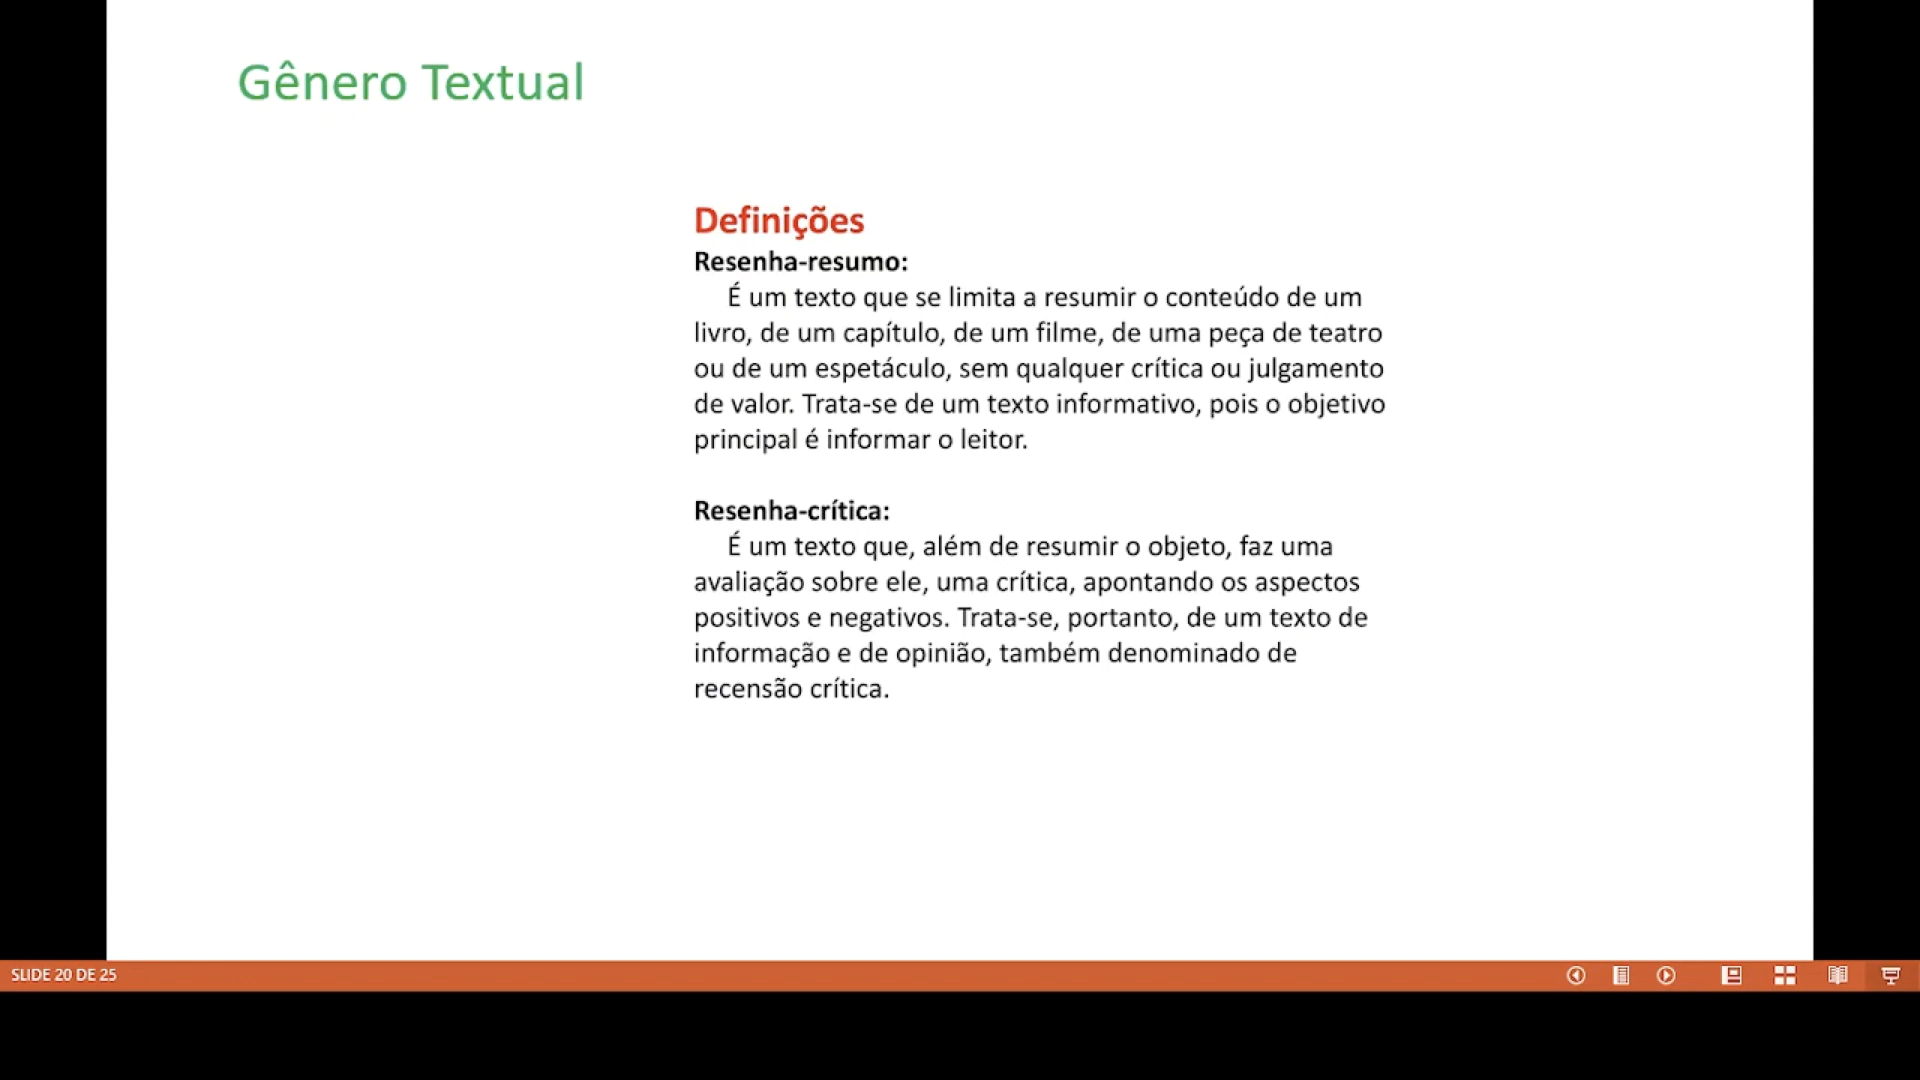 Gênero Textual
Definições
Resenha-resumo:
É um texto que se limita a resumir o conteúdo de um
livro, de um capítulo, de um filme, de uma peça de teatro
ou de um espetáculo, sem qualquer crítica ou julgamento
de valor. Trata-se de um texto informativo, pois o objetivo
principal é informar o leitor.
Resenha-crítica:
É um texto que, além de resumir o objeto, faz uma
avaliação sobre ele, uma crítica, apontando os aspectos
positivos e negativos. Trata-se, portanto, de um texto de
informação e de opinião, também denominado de
recensão crítica.
SLIDE 20 DE 25